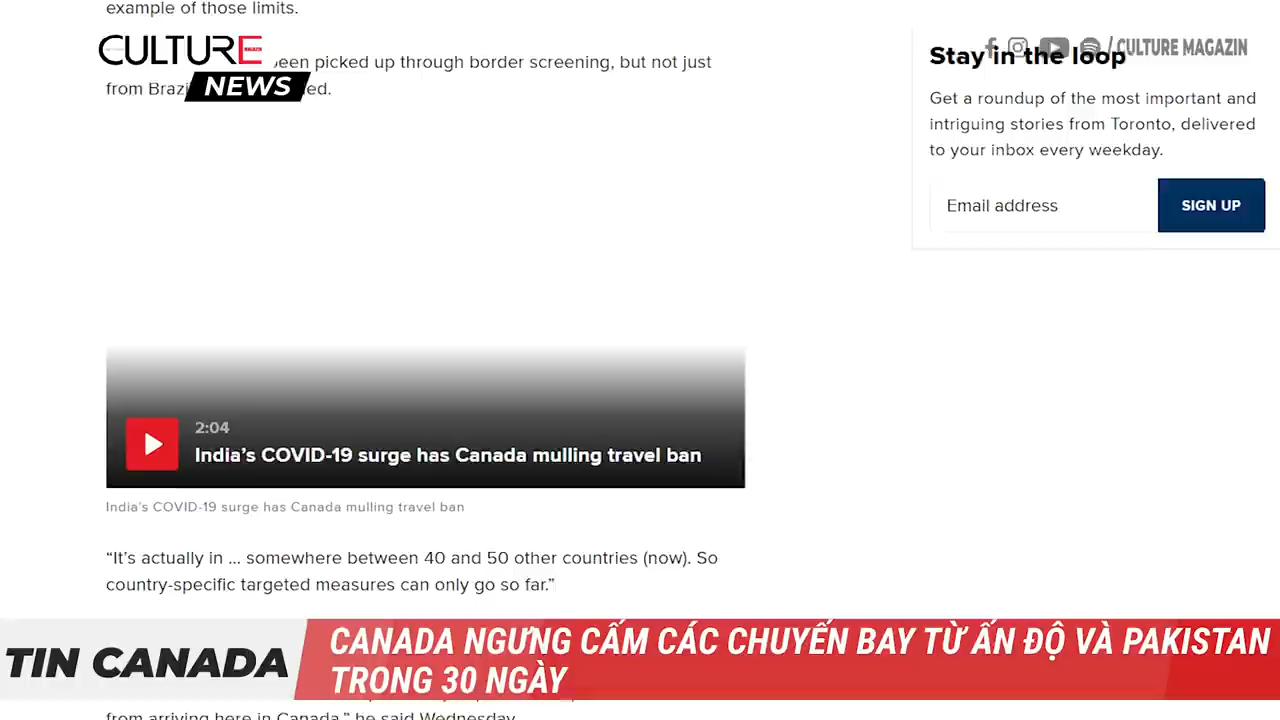 example of those limits.
CULTURE
MAGAZIN
NEWS
been picked up through border screening, but not just
from Brazi
ed.
/ CULTURE MAGAZIN
Stay in the loop
Get a roundup of the most important and
intriguing stories from Toronto, delivered
to your inbox every weekday.
Email address
SIGN UP
2:04
India's COVID-19 surge has Canada mulling travel ban
India's COVID-19 surge has Canada mulling travel ban
“It's actually in ... somewhere between 40 and 50 other countries (now). So
country-specific targeted measures can only go so far.”
TIN CANADA
CANADA NGƯNG CẤM CÁC CHUYẾN BAY TỪ ẤN ĐỘ VÀ PAKISTAN
TRONG 30 NGÀY
from arriving here in Canada,” he said Wednesday.